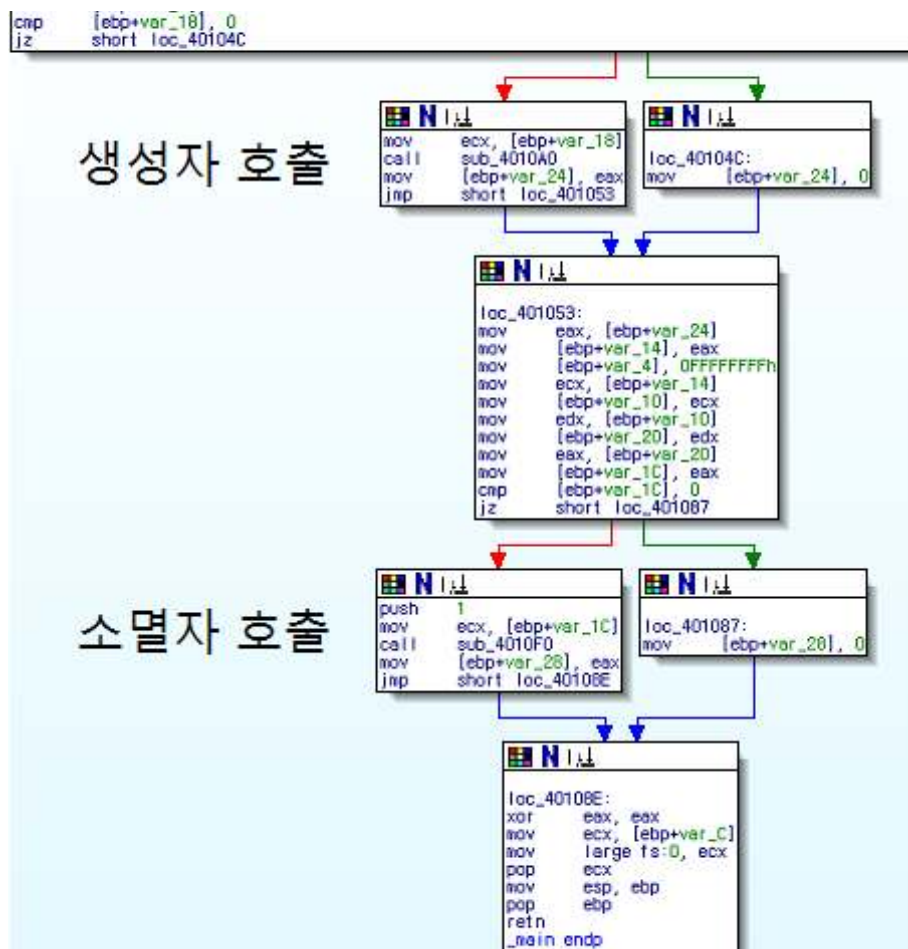 cmp [ebp+var_18], 0
jz short loc_40104C
생성자 호출
mov ecx, [ebp+var_18]
call sub_4010A0
mov [ebp+var_24], eax
jmp short loc_401053
loc_40104C:
mov [ebp+var_24], 0
loc_401053:
mov eax, [ebp+var_24]
mov [ebp+var_14], eax
mov [ebp+var_4], 0FFFFFFFFh
mov ecx, [ebp+var_14]
mov [ebp+var_10], ecx
mov edx, [ebp+var_10]
mov [ebp+var_20], edx
mov eax, [ebp+var_20]
mov [ebp+var_1C], eax
cmp [ebp+var_1C], 0
jz short loc_401087
소멸자 호출
push 1
mov ecx, [ebp+var_1C]
call sub_4010F0
mov [ebp+var_28], eax
jmp short loc_40108E
loc_401087:
mov [ebp+var_28], 0
loc_40108E:
xor eax, eax
mov ecx, [ebp+var_C]
mov large fs:0, ecx
pop ecx
mov esp, ebp
pop ebp
retn
_main endp